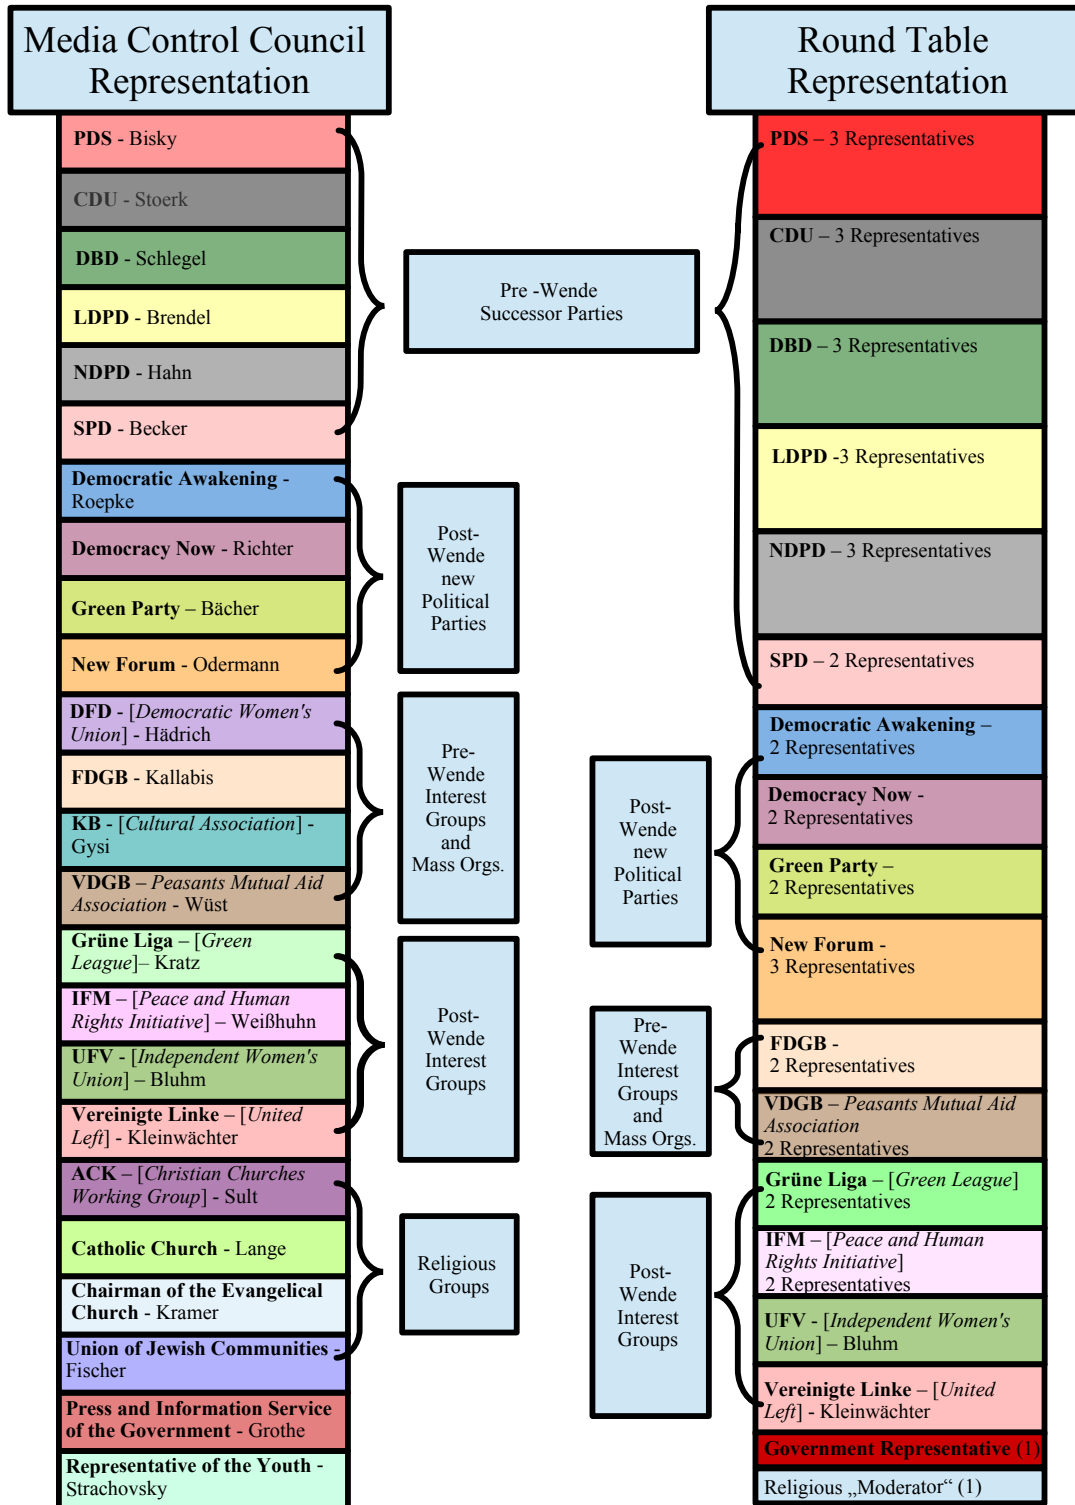 Media Control Council
Representation
PDS - Bisky
CDU - Stoerk
DBD - Schlegel
LDPD - Brendel
NDPD - Hahn
SPD - Becker
Democratic Awakening -
Roepke
Democracy Now - Richter
Green Party – Bächer
New Forum - Odermann
DFD - [Democratic Women's
Union] - Hädrich
FDGB - Kallabis
KB - [Cultural Association] -
Gysi
VDGB – Peasants Mutual Aid
Association - Wüst
Grüne Liga – [Green
League]– Kratz
IFM – [Peace and Human
Rights Initiative] – Weißhuhn
UFV - [Independent Women's
Union] – Bluhm
Vereinigte Linke – [United
Left] - Kleinwächter
ACK – [Christian Churches
Working Group] - Sult
Catholic Church - Lange
Chairman of the Evangelical
Church - Kramer
Union of Jewish Communities -
Fischer
Press and Information Service
of the Government - Grothe
Representative of the Youth -
Strachovsky
Pre -Wende
Successor Parties
Post-
Wende
new
Political
Parties
Pre-
Wende
Interest
Groups
and
Mass Orgs.
Post-
Wende
Interest
Groups
Religious
Groups
Post-
Wende
new
Political
Parties
Pre-
Wende
Interest
Groups
and
Mass Orgs.
Post-
Wende
Interest
Groups
Round Table
Representation
PDS – 3 Representatives
CDU – 3 Representatives
DBD – 3 Representatives
LDPD -3 Representatives
NDPD – 3 Representatives
SPD – 2 Representatives
Democratic Awakening –
2 Representatives
Democracy Now -
2 Representatives
Green Party –
2 Representatives
New Forum -
3 Representatives
FDGB -
2 Representatives
VDGB – Peasants Mutual Aid
Association
2 Representatives
Grüne Liga – [Green League]
2 Representatives
IFM – [Peace and Human
Rights Initiative]
2 Representatives
UFV - [Independent Women's
Union] – Bluhm
Vereinigte Linke – [United
Left] - Kleinwächter
Government Representative (1)
Religious „Moderator“ (1)